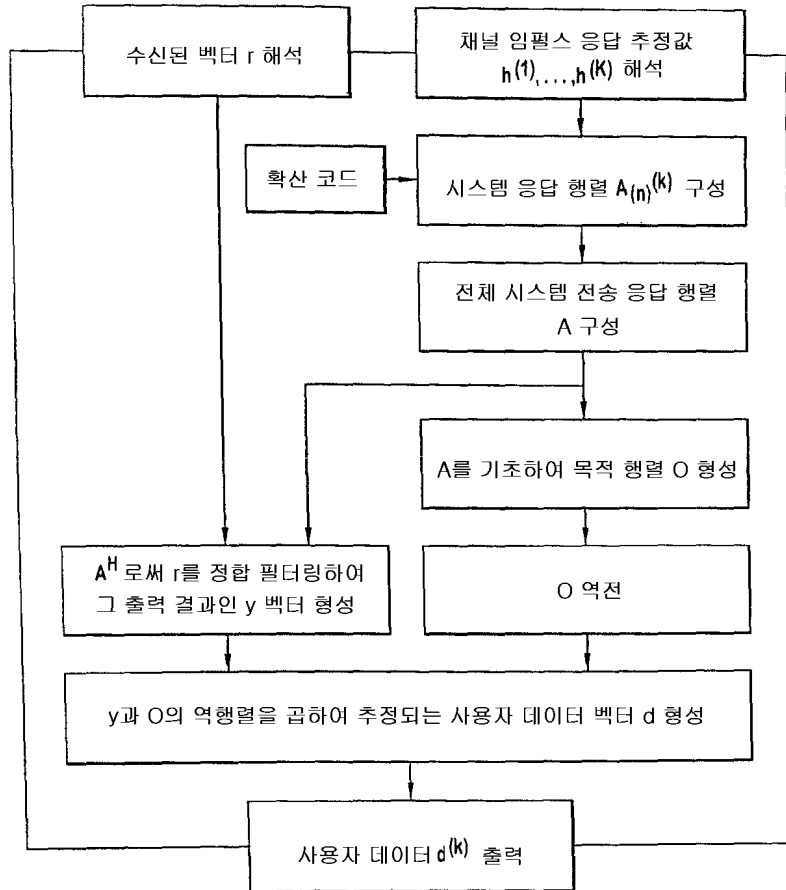 수신된 벡터 r 해석
채널 임펄스 응답 추정값
h(1),...,h(K) 해석
확산 코드
시스템 응답 행렬 A(n)(k) 구성
전체 시스템 전송 응답 행렬
A 구성
A를 기초하여 목적 행렬 O 형성
AH 로써 r를 정합 필터링하여
그 출력 결과인 y 벡터 형성
O 역전
y과 O의 역행렬을 곱하여 추정되는 사용자 데이터 벡터 d 형성
사용자 데이터 d(k) 출력